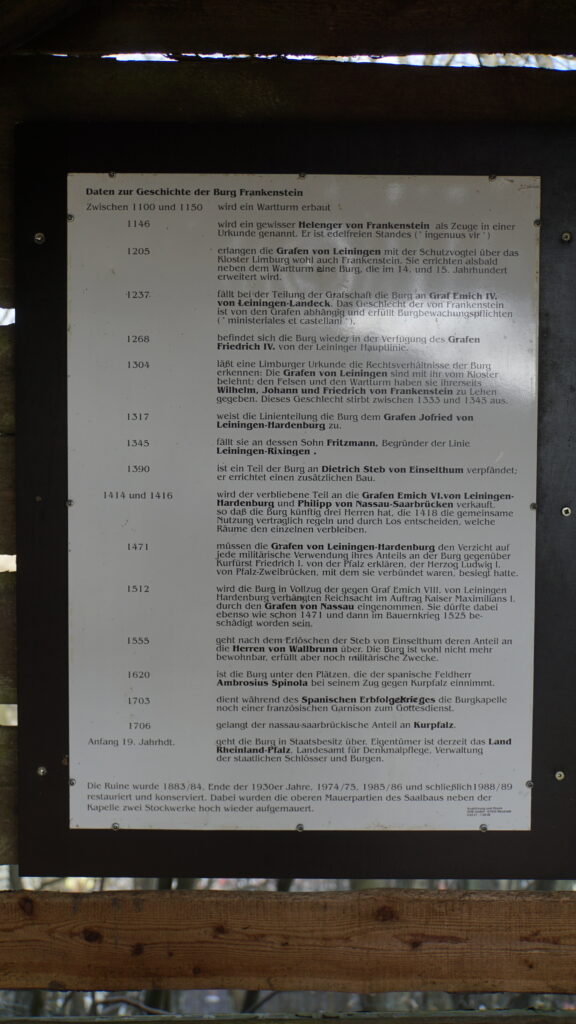 Daten zur Geschichte der Burg Frankenstein
Zwischen 1100 und 1150 wird ein Wartturm erbaut
1146 wird ein gewisser Helenger von Frankenstein als Zeuge in einer
Urkunde genannt. Er ist edelfreien Standes (" ingenuus vir ")
1205 erlangen die Grafen von Leiningen mit der Schutzvogtei über das
Kloster Limburg wohl auch Frankenstein. Sie errichten alsbald
neben dem Wartturm eine Burg, die im 14. und 15. Jahrhundert
erweitert wird.
1237 fällt bei der Teilung der Grafschaft die Burg an Graf Emich IV.
von Leiningen-Landeck. Das Geschlecht der von Frankenstein
ist von den Grafen abhängig und erfüllt Burgbewachungspflichten
(" ministeriales et castellani ").
1268 befindet sich die Burg wieder in der Verfügung des Grafen
Friedrich IV. von der Leininger Hauptlinie.
1304 läßt eine Limburger Urkunde die Rechtsverhältnisse der Burg
erkennen: Die Grafen von Leiningen sind mit ihr vom Kloster
belehnt; den Felsen und den Wartturm haben sie ihrerseits
Wilhelm, Johann und Friedrich von Frankenstein zu Lehen
gegeben. Dieses Geschlecht stirbt zwischen 1333 und 1345 aus.
1317 weist die Linienteilung die Burg dem Grafen Jofried von
Leiningen-Hardenburg zu.
1345 fällt sie an dessen Sohn Fritzmann, Begründer der Linie
Leiningen-Rixingen .
1390 ist ein Teil der Burg an Dietrich Steb von Einselthum verpfändet;
er errichtet einen zusätzlichen Bau.
1414 und 1416 wird der verbliebene Teil an die Grafen Emich VI.von Leiningen-
Hardenburg und Philipp von Nassau-Saarbrücken verkauft,
so daß die Burg künftig drei Herren hat, die 1418 die gemeinsame
Nutzung vertraglich regeln und durch Los entscheiden, welche
Räume den einzelnen verbleiben.
1471 müssen die Grafen von Leiningen-Hardenburg den Verzicht auf
jede militärische Verwendung ihres Anteils an der Burg gegenüber
Kurfürst Friedrich I. von der Pfalz erklären, der Herzog Ludwig I.
von Pfalz-Zweibrücken, mit dem sie verbündet waren, besiegt hatte.
1512 wird die Burg in Vollzug der gegen Graf Emich VIII. von Leiningen
Hardenburg verhängten Reichsacht im Auftrag Kaiser Maximilians I.
durch den Grafen von Nassau eingenommen. Sie dürfte dabei
ebenso wie schon 1471 und dann im Bauernkrieg 1525 be-
schädigt worden sein.
1555 geht nach dem Erlöschen der Steb von Einselthum deren Anteil an
die Herren von Wallbrunn über. Die Burg ist wohl nicht mehr
bewohnbar, erfüllt aber noch militärische Zwecke.
1620 ist die Burg unter den Plätzen, die der spanische Feldherr
Ambrosius Spinola bei seinem Zug gegen Kurpfalz einnimmt.
1703 dient während des Spanischen Erbfolgekrieges die Burgkapelle
noch einer französischen Garnison zum Gottesdienst.
1706 gelangt der nassau-saarbrückische Anteil an Kurpfalz.
Anfang 19. Jahrhdt. geht die Burg in Staatsbesitz über. Eigentümer ist derzeit das Land
Rheinland-Pfalz, Landesamt für Denkmalpflege, Verwaltung
der staatlichen Schlösser und Burgen.
Die Ruine wurde 1883/84, Ende der 1930er Jahre, 1974/75, 1985/86 und schließlich1988/89
restauriert und konserviert. Dabei wurden die oberen Mauerpartien des Saalbaus neben der
Kapelle zwei Stockwerke hoch wieder aufgemauert.